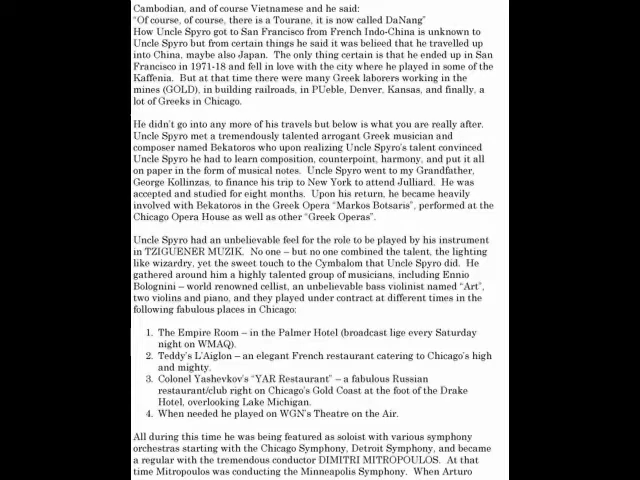 Cambodian, and of course Vietnamese and he said:
"Of course, of course, there is a Tourane, it is now called DaNang"
How Uncle Spyro got to San Francisco from French Indo-China is unknown to
Uncle Spyro but from certain things he said it was belieed that he travelled up
into China, maybe also Japan. The only thing certain is that he ended up in San
Francisco in 1971-18 and fell in love with the city where he played in some of the
Kaffenia. But at that time there were many Greek laborers working in the
mines (GOLD), in building railroads, in PUeblo, Denver. Kansas, and finally, a
lot of Greeks in Chicago.
He didn't go into any more of his travels but below is what you are really after.
Uncle Spyro met a tremendously talented arrogant Greek musician and
composer named Bekatoros who upon realizing Uncle Spyro's talent convinced
Uncle Spyro he had to learn composition, counterpoint, harmony, and put it all
on paper in the form of musical notes. Uncle Spyro went to my Grandfather,
George Kollinzas, to finance his trip to New York to attend Julliard. He was
accepted and studied for eight months. Upon his return, he became heavily
involved with Bekatoros in the Greek Opera "Markos Botsaris", performed at the
Chicago Opera House as well as other "Greek Operas".
Uncle Spyro had an unbelievable feel for the role to be played by his instrument
in TZIGUENER MUZIK. No one – but no one combined the talent, the lighting
like wizardry, yet the sweet touch to the Cymbalom that Uncle Spyro did. He
gathered around him a highly talented group of musicians, including Ennio
Bolognini – world renowned cellist, an unbelievable bass violinist named "Art",
two violins and piano, and they played under contract at different times in the
following fabulous places in Chicago:
1. The Empire Room – in the Palmer Hotel (broadcast lige every Saturday
night on WMAQ).
2. Teddy's L'Aiglon – an elegant French restaurant catering to Chicago's high
and mighty.
3. Colonel Yashevkov's "YAR Restaurant" – a fabulous Russian
restaurant/club right on Chicago's Gold Coast at the foot of the Drake
Hotel, overlooking Lake Michigan.
4. When needed he played on WGN's Theatre on the Air.
All during this time he was being featured as soloist with various symphony
orchestras starting with the Chicago Symphony, Detroit Symphony, and became
a regular with the tremendous conductor DIMITRI MITROPOULOS. At that
time Mitropoulos was conducting the Minneapolis Symphony. When Arturo